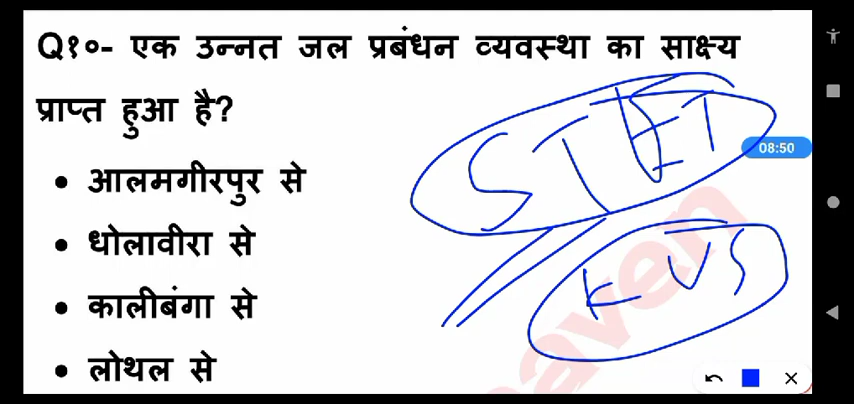 Q१०- एक उन्नत जल प्रबंधन व्यवस्था का साक्ष्य
प्राप्त हुआ है?
STET
08:50
• आलमगीरपुर से
• धोलावीरा से
KVS
• कालीबंगा से
• लोथल से